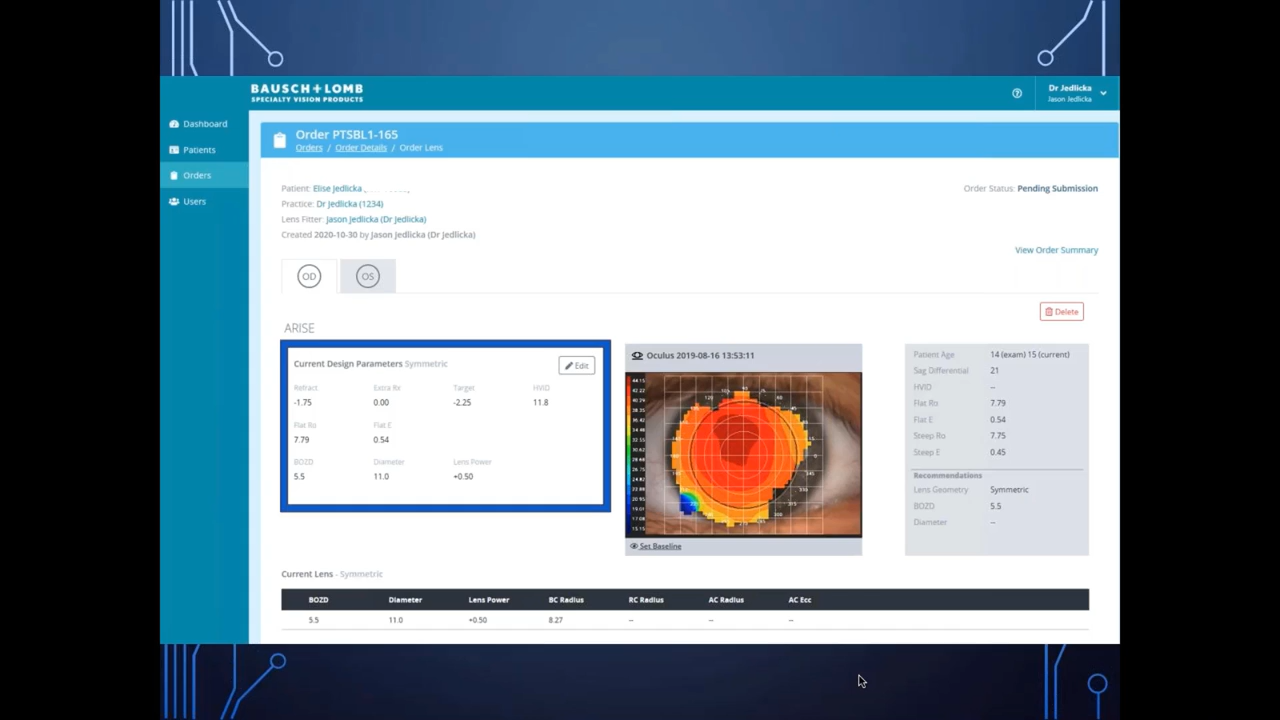 BAUSCH+LOMB
SPECIALTY VISION PRODUCTS
Dr Jedlicka
Jason Jedlicka
Dashboard
Patients
Orders
Users
Order PTSBL1-165
Orders / Order Details / Order Lens
Patient: Elise Jedlicka
Order Status: Pending Submission
Practice: Dr Jedlicka (1234)
Lens Fitter: Jason Jedlicka (Dr Jedlicka)
Created 2020-10-30 by Jason Jedlicka (Dr Jedlicka)
View Order Summary
OD OS
Delete
ARISE
Current Design Parameters Symmetric
Edit
Refract Extra Rx Target HVID
-1.75 0.00 -2.25 11.8
Flat Ro Flat E
7.79 0.54
BOZD Diameter Lens Power
5.5 11.0 +0.50
Oculus 2019-08-16 13:53:11
Set Baseline
Patient Age 14 (exam) 15 (current)
Sag Differential 21
HVID --
Flat Ro 7.79
Flat E 0.54
Steep Ro 7.75
Steep E 0.45
Recommendations
Lens Geometry Symmetric
BOZD 5.5
Diameter --
Current Lens - Symmetric
BOZD Diameter Lens Power BC Radius RC Radius AC Radius AC Ecc
5.5 11.0 +0.50 8.27 -- -- --